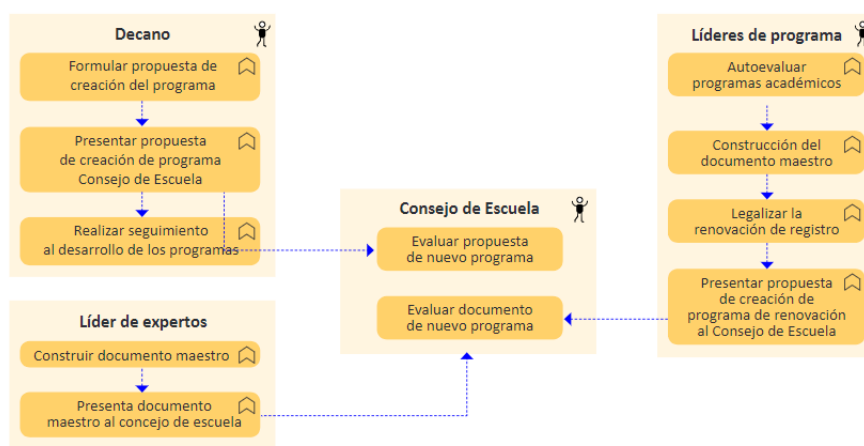 Decano
Formular propuesta de
creación del programa
Presentar propuesta
de creación de programa
Consejo de Escuela
Realizar seguimiento
al desarrollo de los programas
Líder de expertos
Construir documento maestro
Presenta documento
maestro al concejo de escuela
Consejo de Escuela
Evaluar propuesta
de nuevo programa
Evaluar documento
de nuevo programa
Líderes de programa
Autoevaluar
programas académicos
Construcción del
documento maestro
Legalizar la
renovación de registro
Presentar propuesta
de creación de
programa de renovación
al Consejo de Escuela